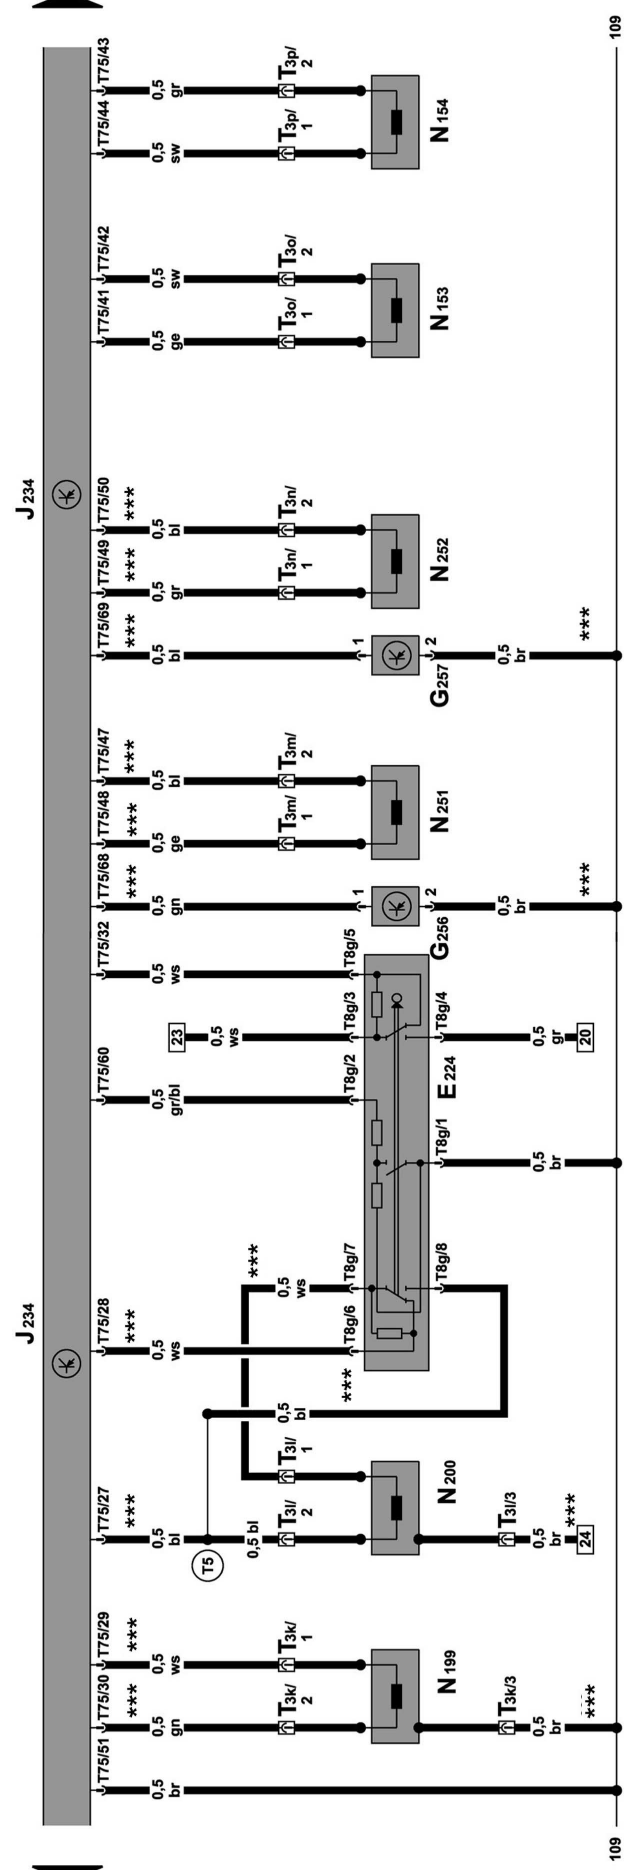 J234 J234
T75/51 T75/30 T75/29 T75/27 T75/28 T75/60 T75/32 T75/68 T75/48 T75/47 T75/69 T75/49 T75/50 T75/41 T75/42 T75/44 T75/43
*** *** *** *** *** *** *** *** *** ***
0,5 0,5 0,5 0,5 0,5 0,5 0,5 0,5 0,5 0,5 0,5 0,5 0,5 0,5 0,5 0,5 0,5
br gn ws bl ws gr/bl ws gn ge bl bl gr bl ge sw sw gr
23
T5
0,5
ws
0,5 bl ***
T3k/ T3k/ T3l/ T3l/ 0,5 0,5 T3m/ T3m/ T3n/ T3n/ T3o/ T3o/ T3p/ T3p/
2 1 2 1 bl ws 1 2 1 2 1 2 1 2
*** T8g/6 T8g/7 T8g/2 T8g/3 T8g/5 1 1
N199 N200 T8g/8 T8g/1 E224 T8g/4 G256 2 N251 G257 2 N252 N153 N154
T3k/3 T3l/3 0,5 0,5
br br
0,5 0,5 0,5 0,5
br br br gr
*** 24 *** 20 *** ***
109 109